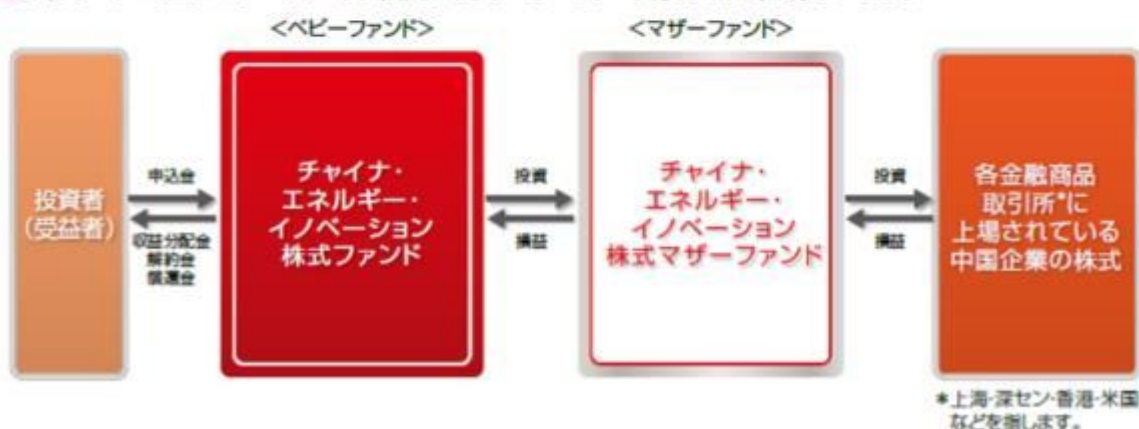 <ベビーファンド>
<マザーファンド>
投資者
(受益者)
申込金
収益分配金
解約金
償還金
チャイナ・
エネルギー・
イノベーション
株式ファンド
投資
損益
チャイナ・
エネルギー・
イノベーション
株式マザーファンド
投資
損益
各金融商品
取引所*に
上場されている
中国企業の株式
*上海・深セン・香港・米国
などを指します。